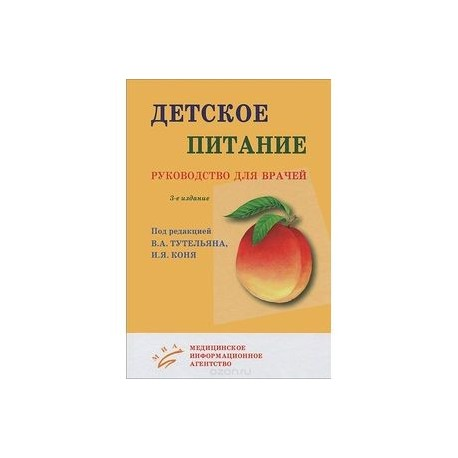 ДЕТСКОЕ
ПИТАНИЕ
РУКОВОДСТВО ДЛЯ ВРАЧЕЙ
3-е издание
Под редакцией
В.А. ТУТЕЛЬЯНА,
И.Я. КОНЯ
МИА
МЕДИЦИНСКОЕ
ИНФОРМАЦИОННОЕ
АГЕНТСТВО
ozon.ru